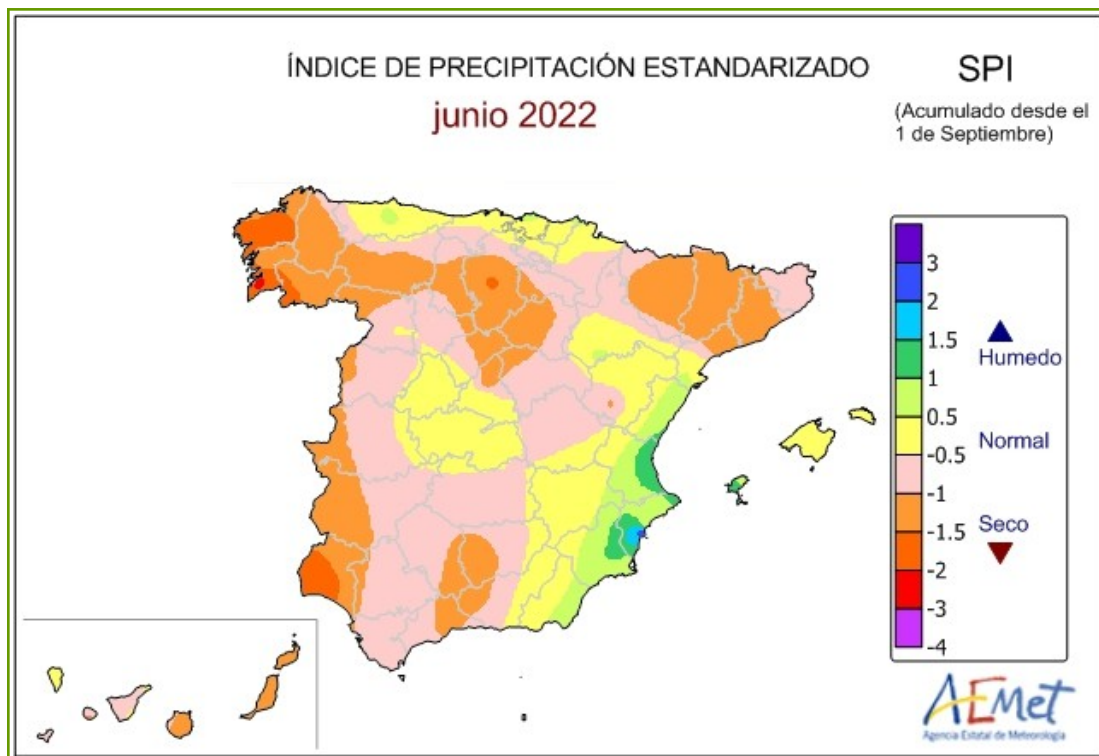 ÍNDICE DE PRECIPITACIÓN ESTANDARIZADO
junio 2022
SPI
(Acumulado desde el
1 de Septiembre)
3
2
1.5
1
0.5
-0.5
-1
-1.5
-2
-3
-4
Humedo
Normal
Seco
AEMet
Agencia Estatal de Meteorología